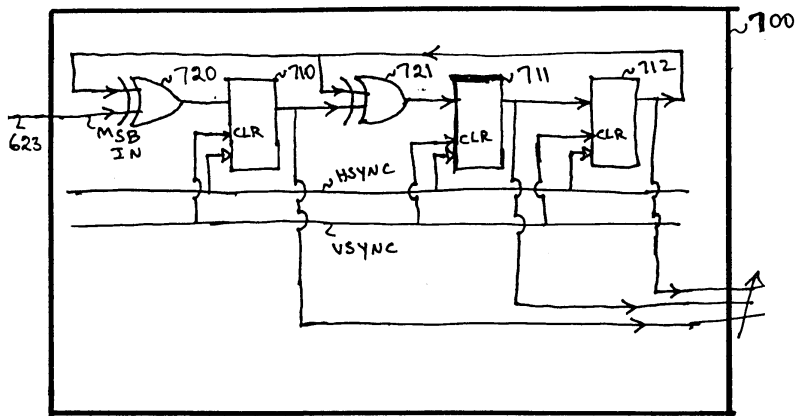 700
720
710
721
711
712
CLR
CLR
CLR
623
MSB
IN
HSYNC
VSYNC